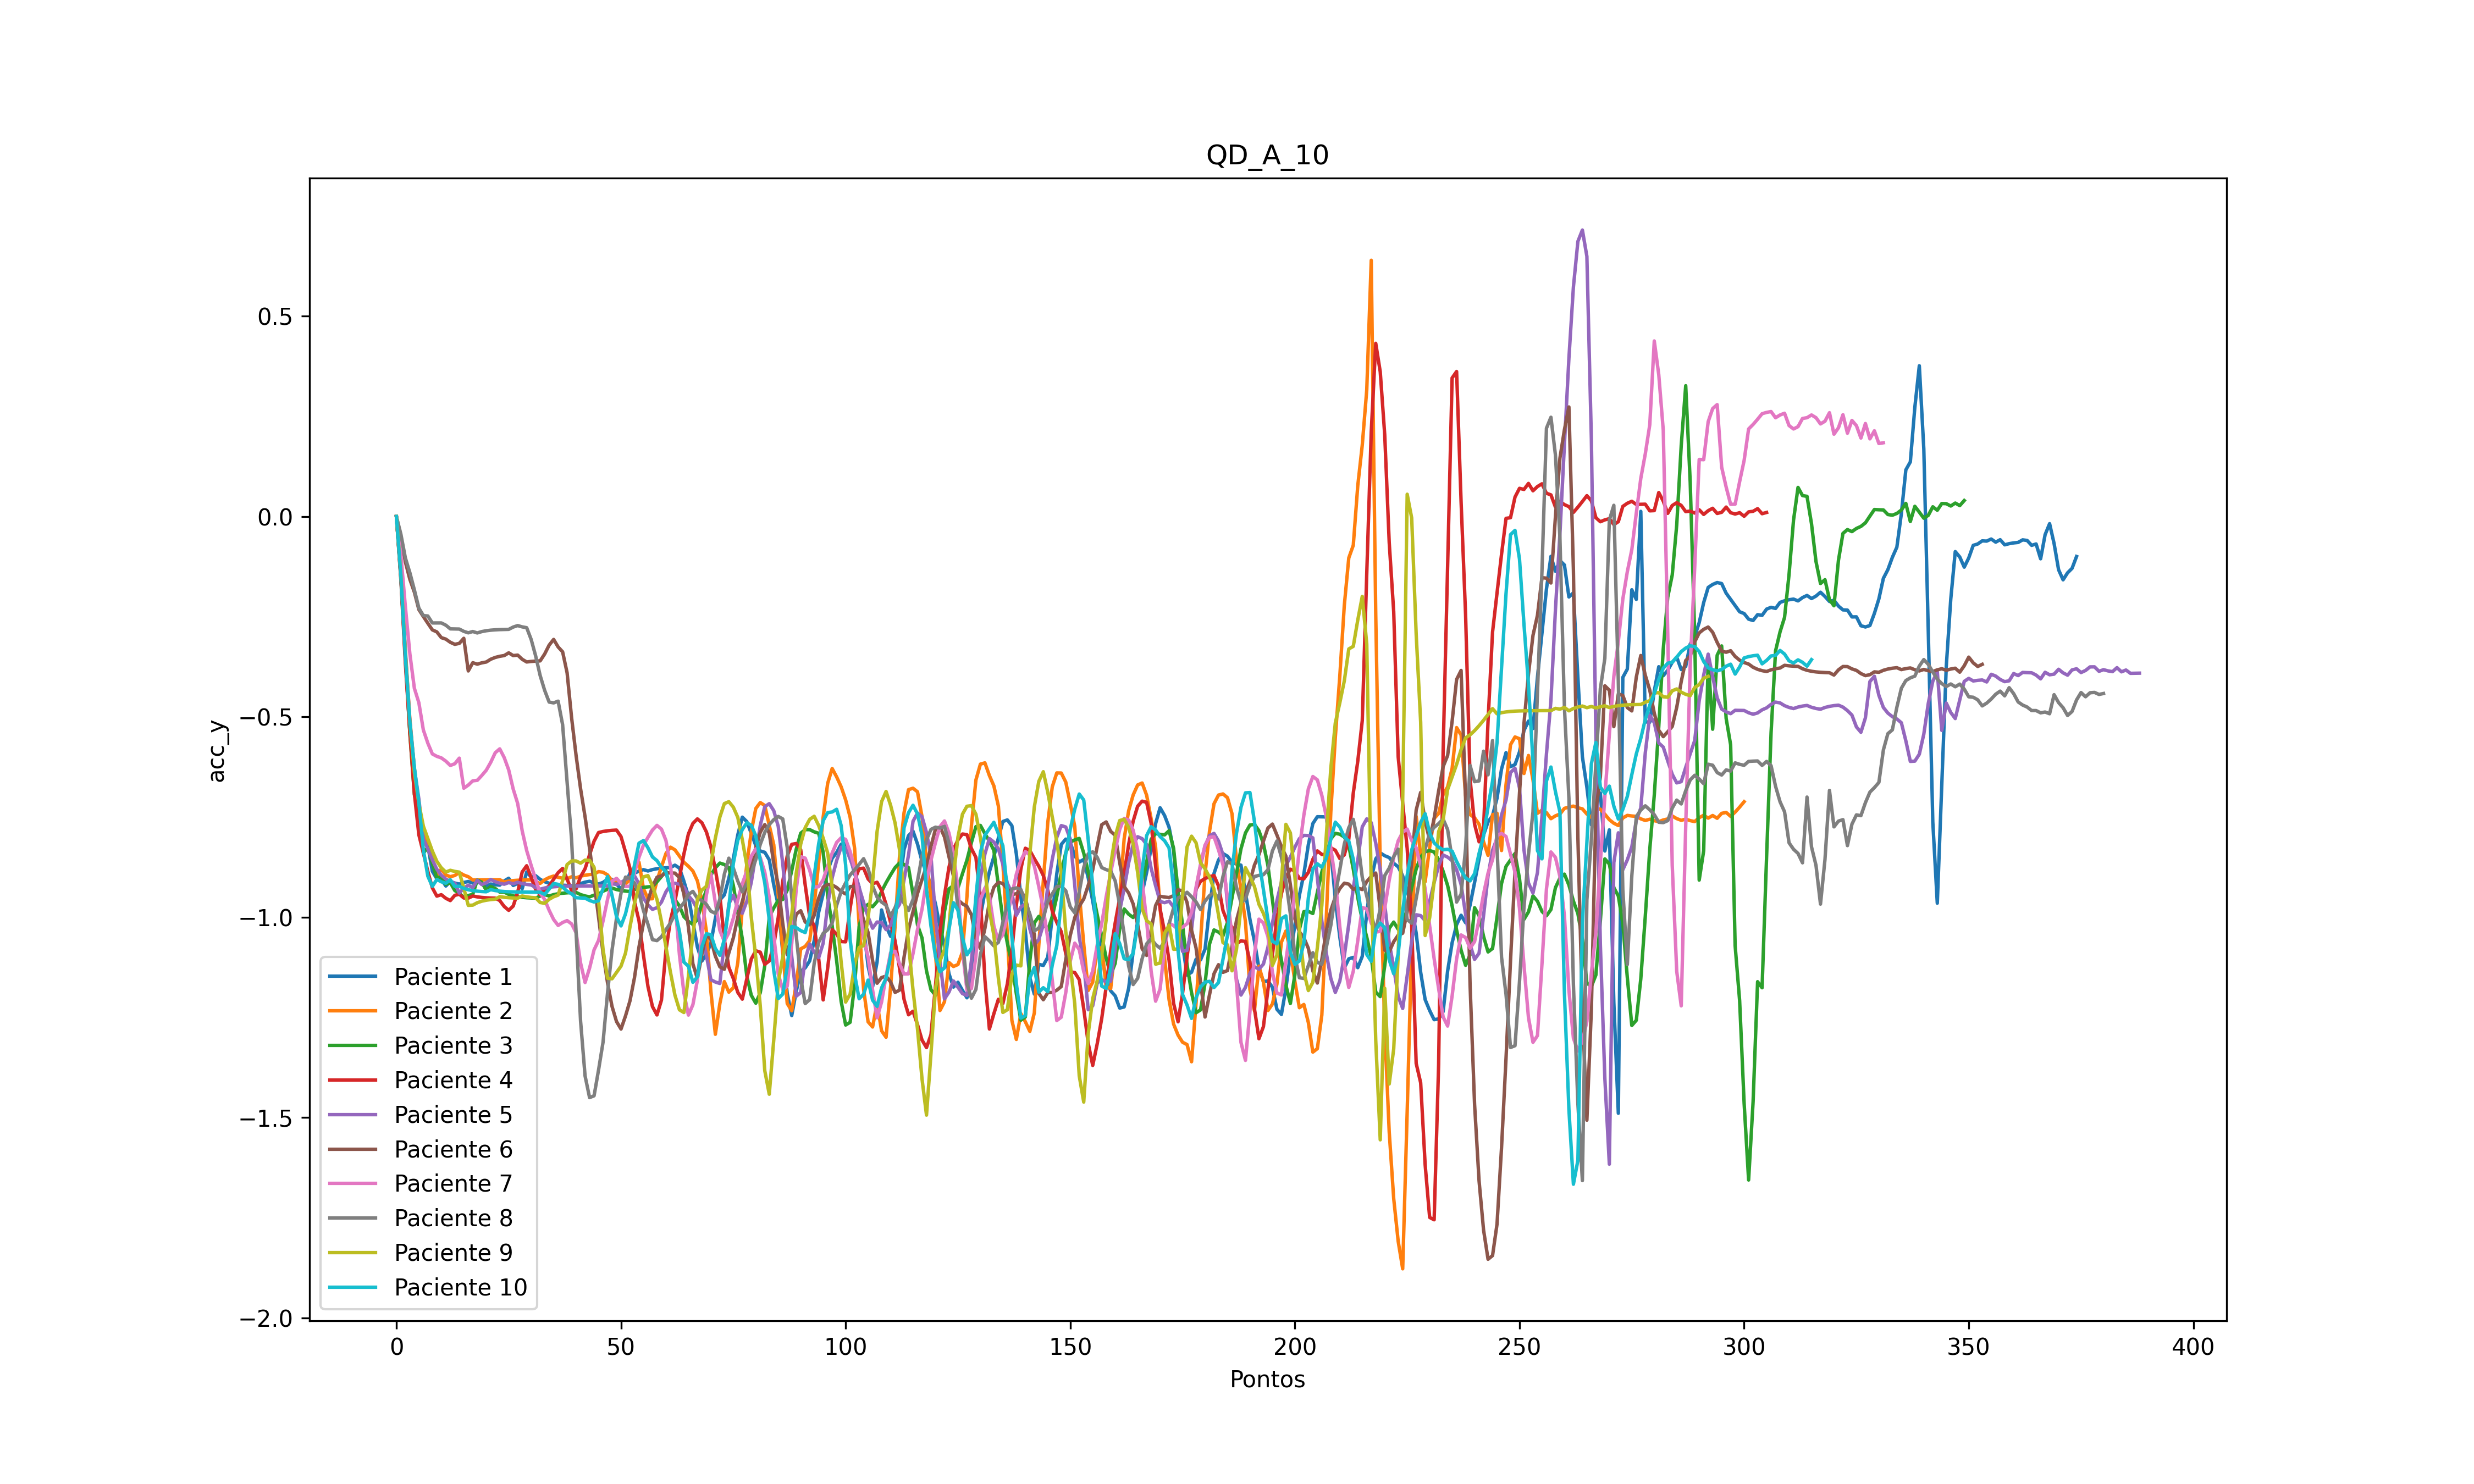 QD_A_10
acc_y
0.5
0.0
−0.5
−1.0
−1.5
−2.0
Paciente 1
Paciente 2
Paciente 3
Paciente 4
Paciente 5
Paciente 6
Paciente 7
Paciente 8
Paciente 9
Paciente 10
0 50 100 150 200 250 300 350 400
Pontos